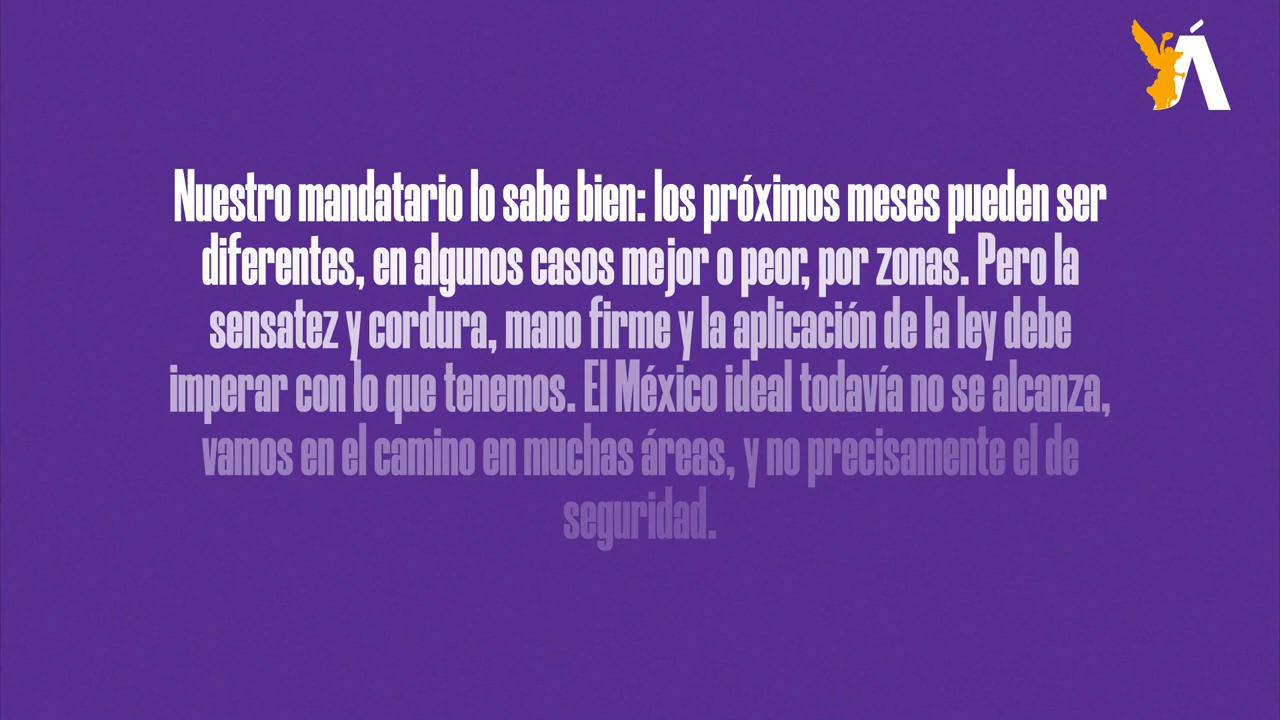 Á
Nuestro mandatario lo sabe bien: los próximos meses pueden ser
diferentes, en algunos casos mejor o peor, por zonas. Pero la
sensatez y cordura, mano firme y la aplicación de la ley debe
imperar con lo que tenemos. El México ideal todavía no se alcanza,
vamos en el camino en muchas áreas, y no precisamente el de
seguridad.